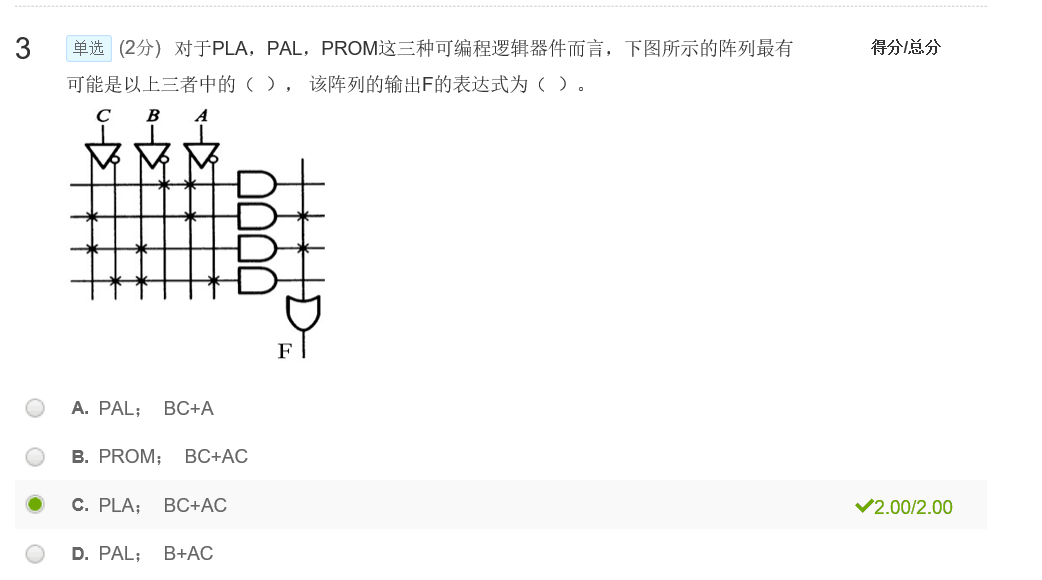 3 单选 (2分) 对于PLA，PAL，PROM这三种可编程逻辑器件而言，下图所示的阵列最有 得分/总分
可能是以上三者中的（ ），该阵列的输出F的表达式为（ ）。
C B A
F
A. PAL； BC+A
B. PROM； BC+AC
C. PLA； BC+AC 2.00/2.00
D. PAL； B+AC